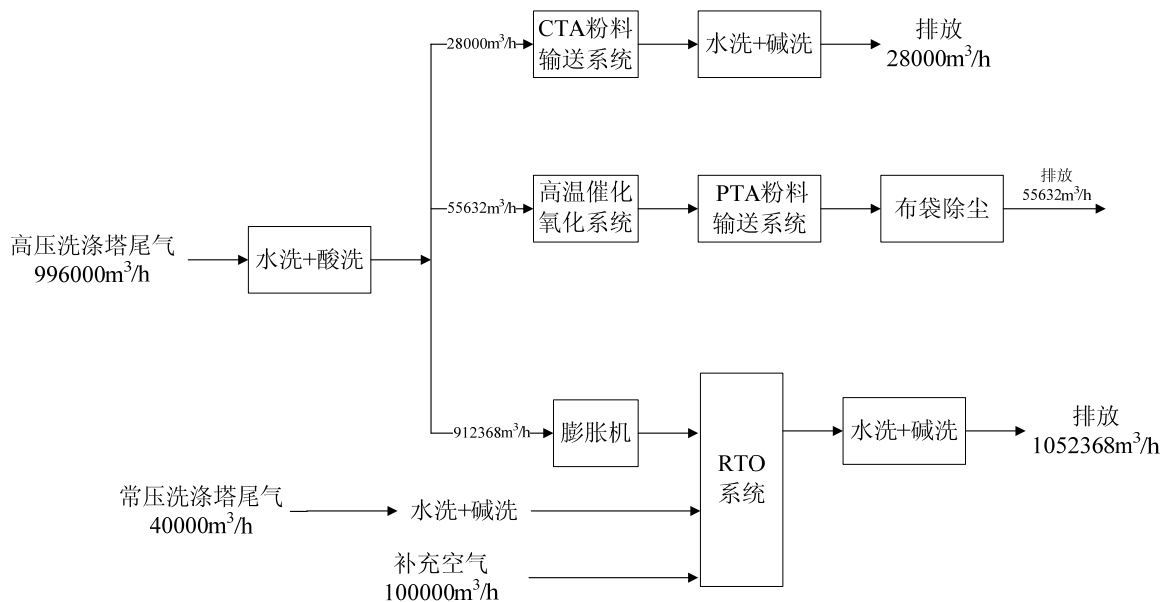 28000m³/h
CTA粉料
输送系统
水洗+碱洗
排放
28000m³/h
55632m³/h
高温催化
氧化系统
PTA粉料
输送系统
布袋除尘
排放
55632m³/h
高压洗涤塔尾气
996000m³/h
水洗+酸洗
912368m³/h
膨胀机
RTO
系统
水洗+碱洗
排放
1052368m³/h
常压洗涤塔尾气
40000m³/h
水洗+碱洗
补充空气
100000m³/h